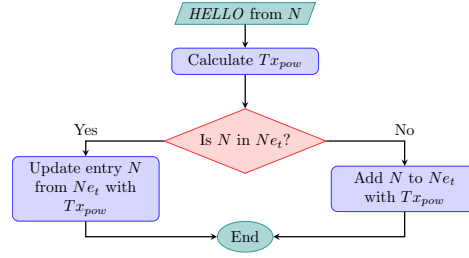 HELLO from N
Calculate Tx_pow
Is N in Ne_t?
Yes
No
Update entry N
from Ne_t with
Tx_pow
Add N to Ne_t
with Tx_pow
End